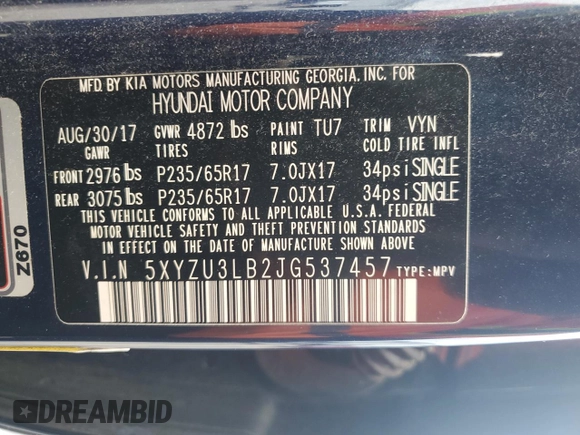 MFD. BY KIA MOTORS MANUFACTURING GEORGIA. INC. FOR
HYUNDAI MOTOR COMPANY
AUG/30/17 GVWR 4872 lbs PAINT TU7 TRIM VYN
GAWR TIRES RIMS COLD TIRE INFL
FRONT 2976 lbs P235/65R17 7.0JX17 34psi SINGLE
REAR 3075 lbs P235/65R17 7.0JX17 34psi SINGLE
THIS VEHICLE CONFORMS TO ALL APPLICABLE U.S.A. FEDERAL
MOTOR VEHICLE SAFETY AND THEFT PREVENTION STANDARDS
IN EFFECT ON THE DATE OF MANUFACTURE SHOWN ABOVE.
V.I.N 5XYZU3LB2JG537457 TYPE:MPV
Z670
DREAMBID